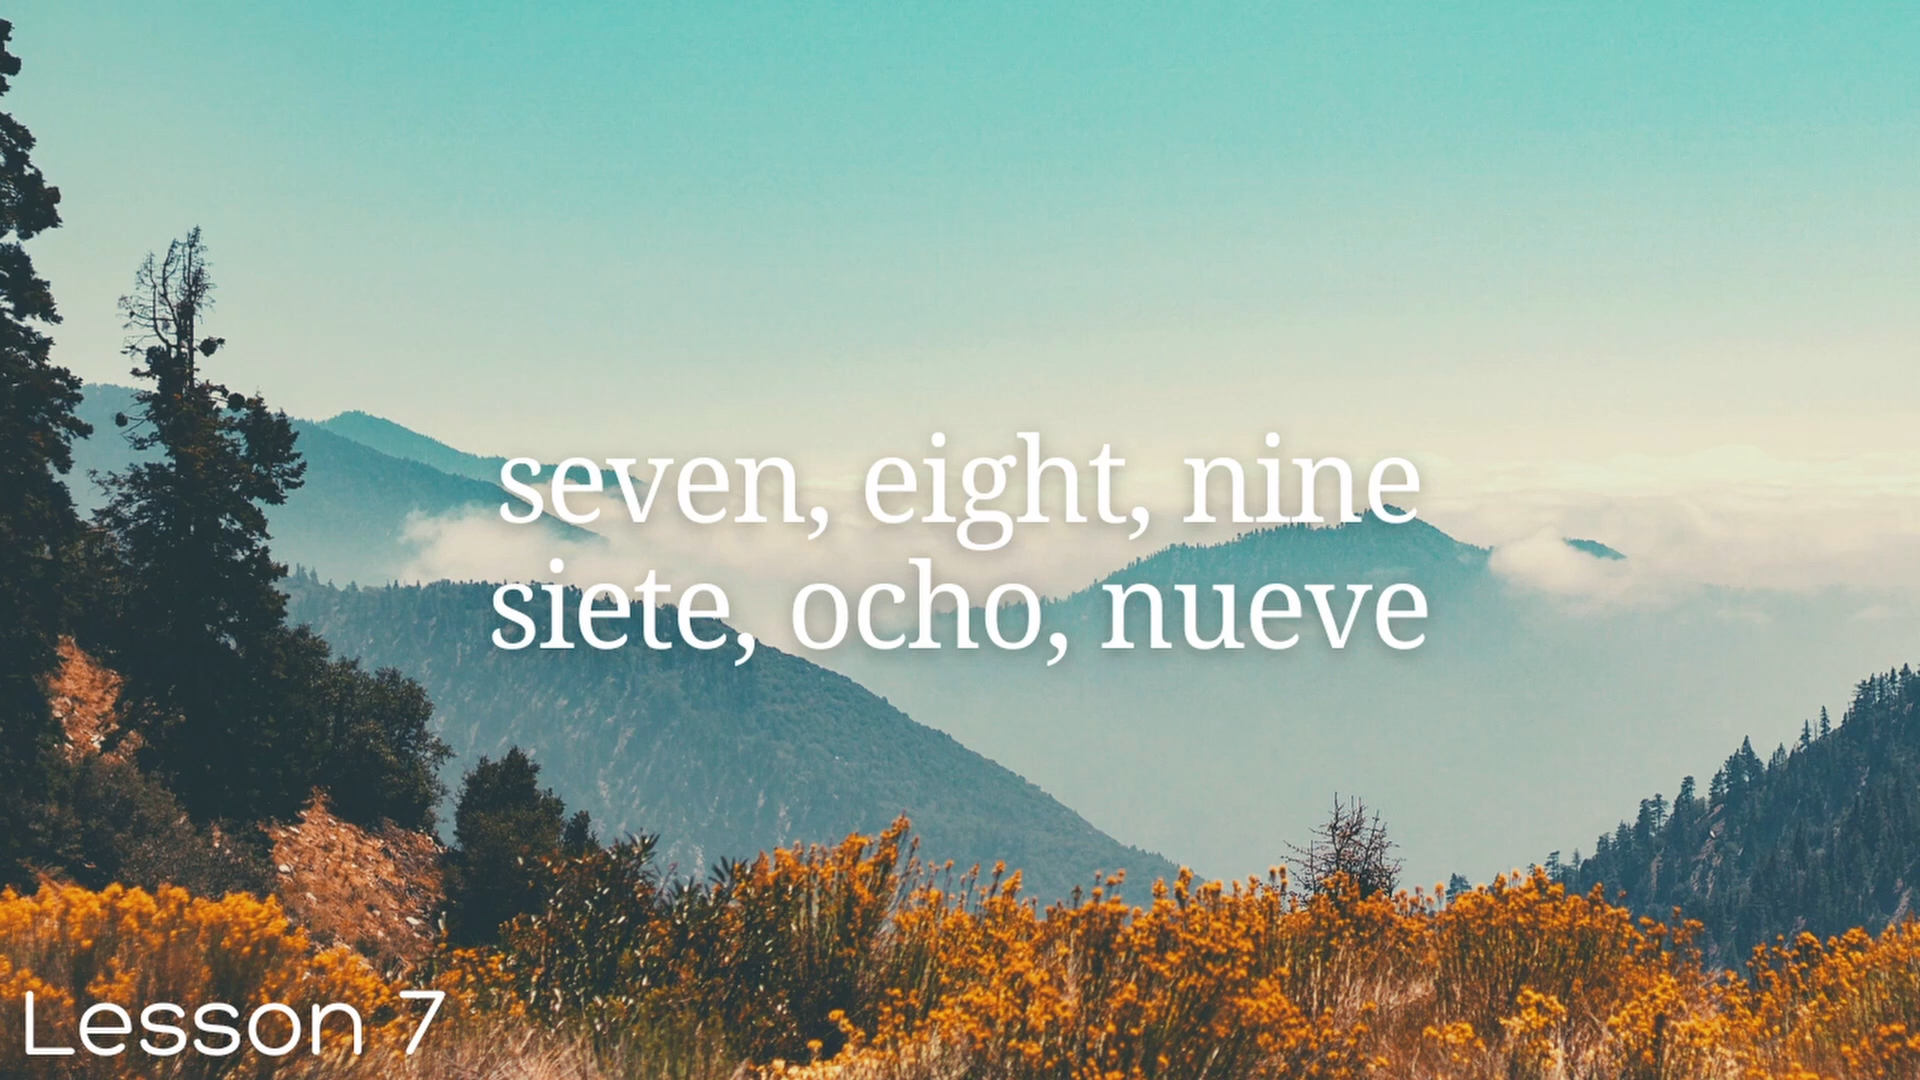 seven, eight, nine
siete, ocho, nueve
Lesson 7